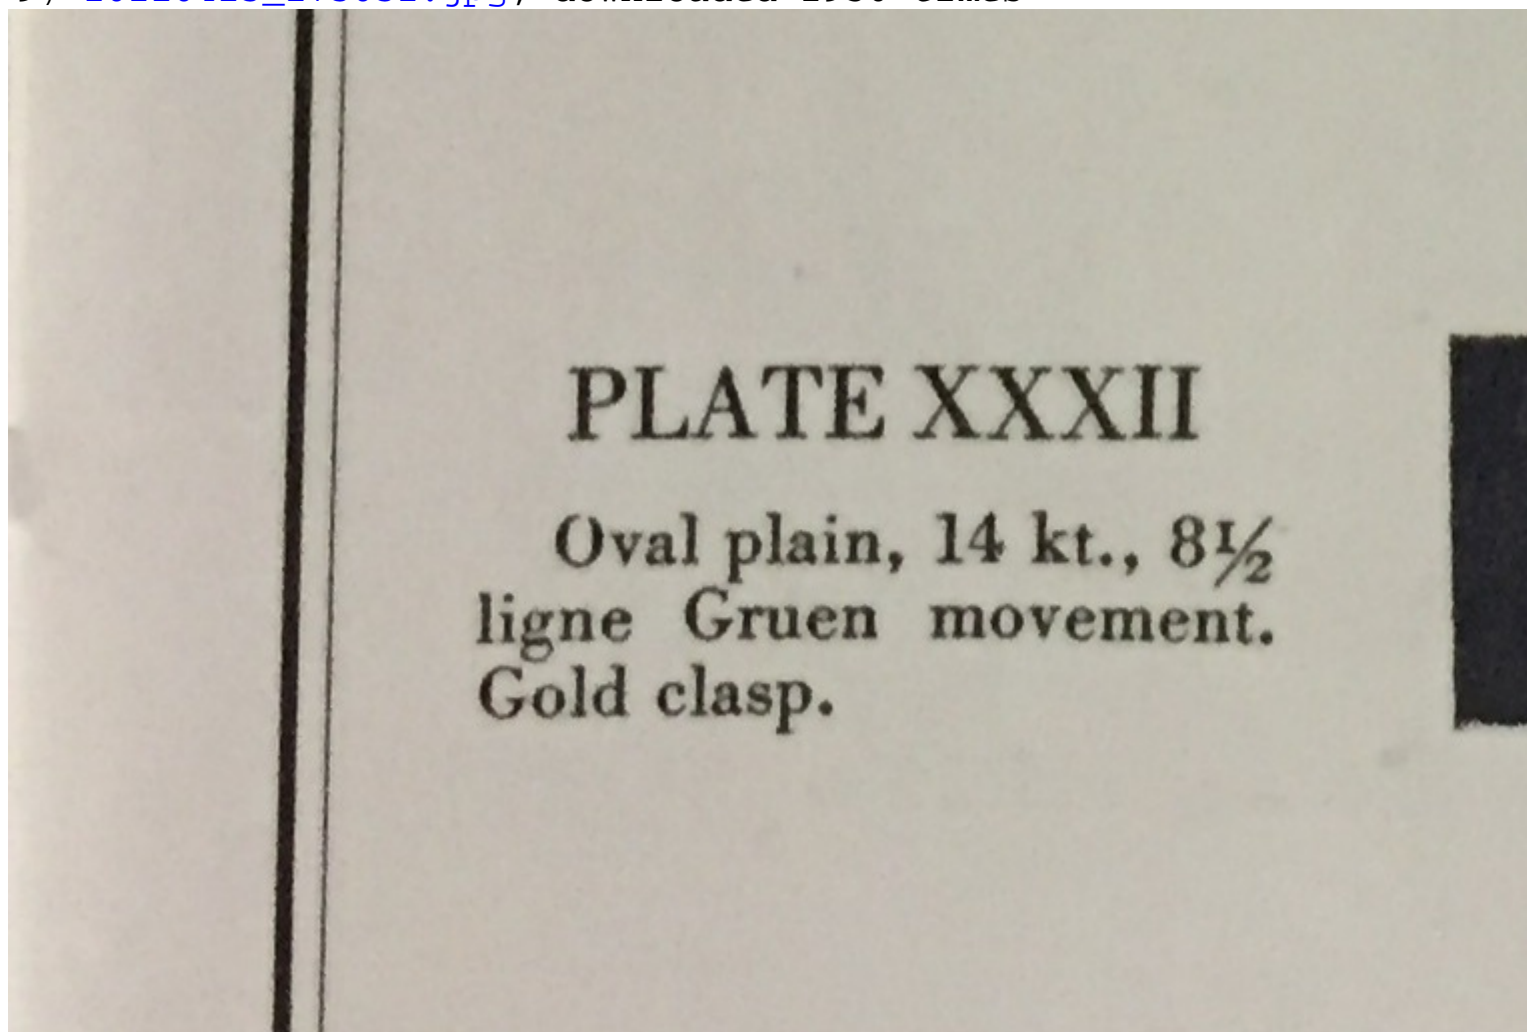 PLATE XXXII
Oval plain, 14 kt., 8½
ligne Gruen movement.
Gold clasp.